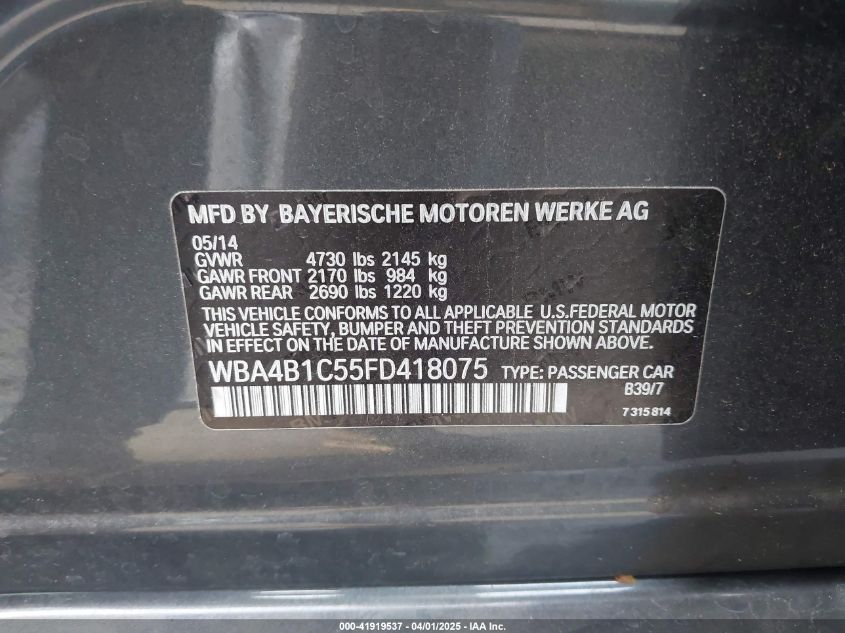 MFD BY BAYERISCHE MOTOREN WERKE AG
05/14
GVWR 4730 lbs 2145 kg
GAWR FRONT 2170 lbs 984 kg
GAWR REAR 2690 lbs 1220 kg
THIS VEHICLE CONFORMS TO ALL APPLICABLE U.S.FEDERAL MOTOR
VEHICLE SAFETY, BUMPER AND THEFT PREVENTION STANDARDS
IN EFFECT ON THE DATE OF MANUFACTURE SHOWN ABOVE.
WBA4B1C55FD418075 TYPE: PASSENGER CAR
B39/7
7 315 814
000-41919537 - 04/01/2025 - IAA Inc.